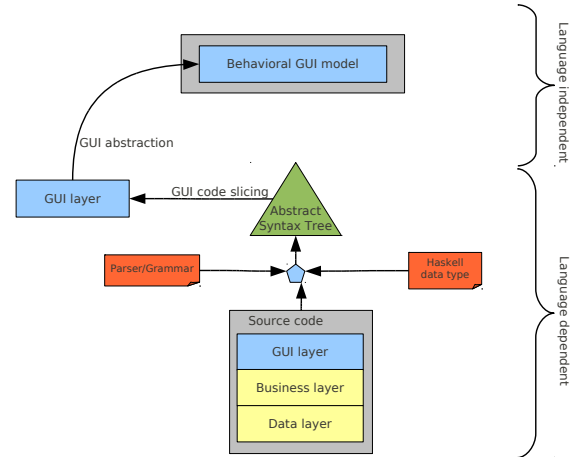 Behavioral GUI model
Language independent
GUI abstraction
GUI code slicing
GUI layer
Abstract
Syntax Tree
Parser/Grammar
Haskell
data type
Language dependent
Source code
GUI layer
Business layer
Data layer